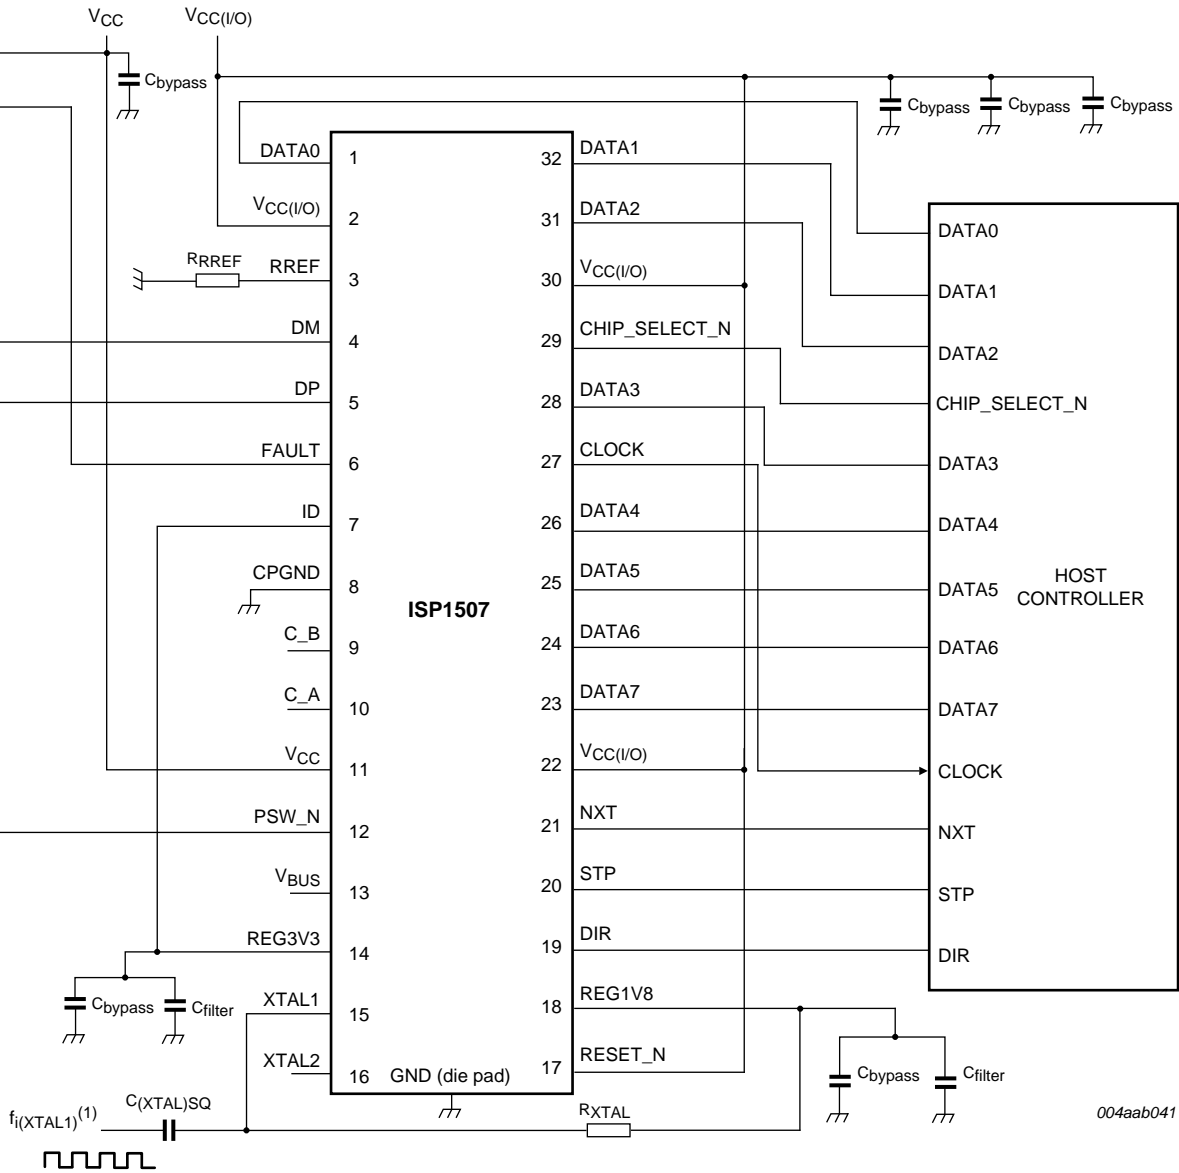 VCC
VCC(I/O)
Cbypass
Cbypass
Cbypass
Cbypass
DATA0
1
VCC(I/O)
2
RRREF
RREF
3
DM
4
DP
5
FAULT
6
ID
7
CPGND
8
C_B
9
C_A
10
VCC
11
PSW_N
12
VBUS
13
REG3V3
14
Cbypass
Cfilter
XTAL1
15
XTAL2
16
GND (die pad)
ISP1507
32
DATA1
31
DATA2
30
VCC(I/O)
29
CHIP_SELECT_N
28
DATA3
27
CLOCK
26
DATA4
25
DATA5
24
DATA6
23
DATA7
22
VCC(I/O)
21
NXT
20
STP
19
DIR
18
REG1V8
17
RESET_N
DATA0
DATA1
DATA2
CHIP_SELECT_N
DATA3
DATA4
DATA5
DATA6
DATA7
CLOCK
NXT
STP
DIR
HOST
CONTROLLER
Cbypass
Cfilter
C(XTAL)SQ
fi(XTAL1)(1)
RXTAL
004aab041